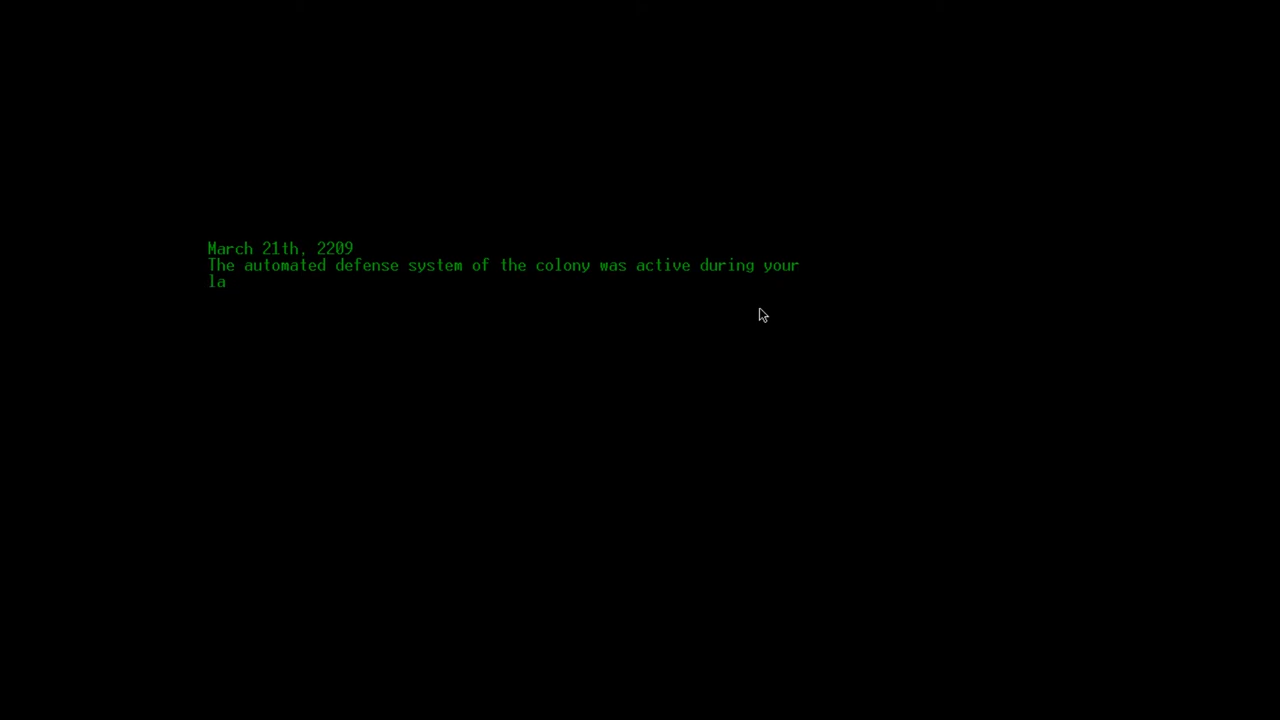 March 21th, 2209
The automated defense system of the colony was active during your
la